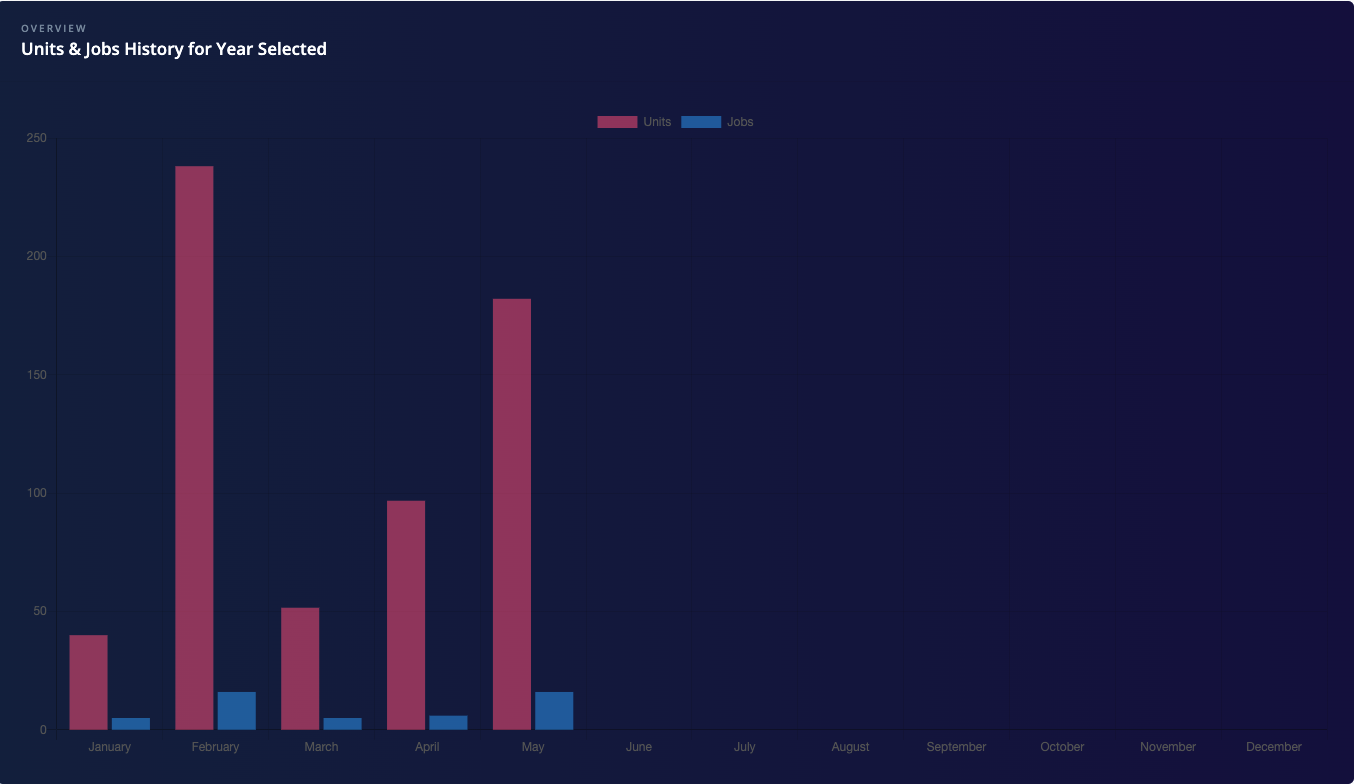 OVERVIEW
Units & Jobs History for Year Selected
Units Jobs
250
200
150
100
50
0
January February March April May June July August September October November December